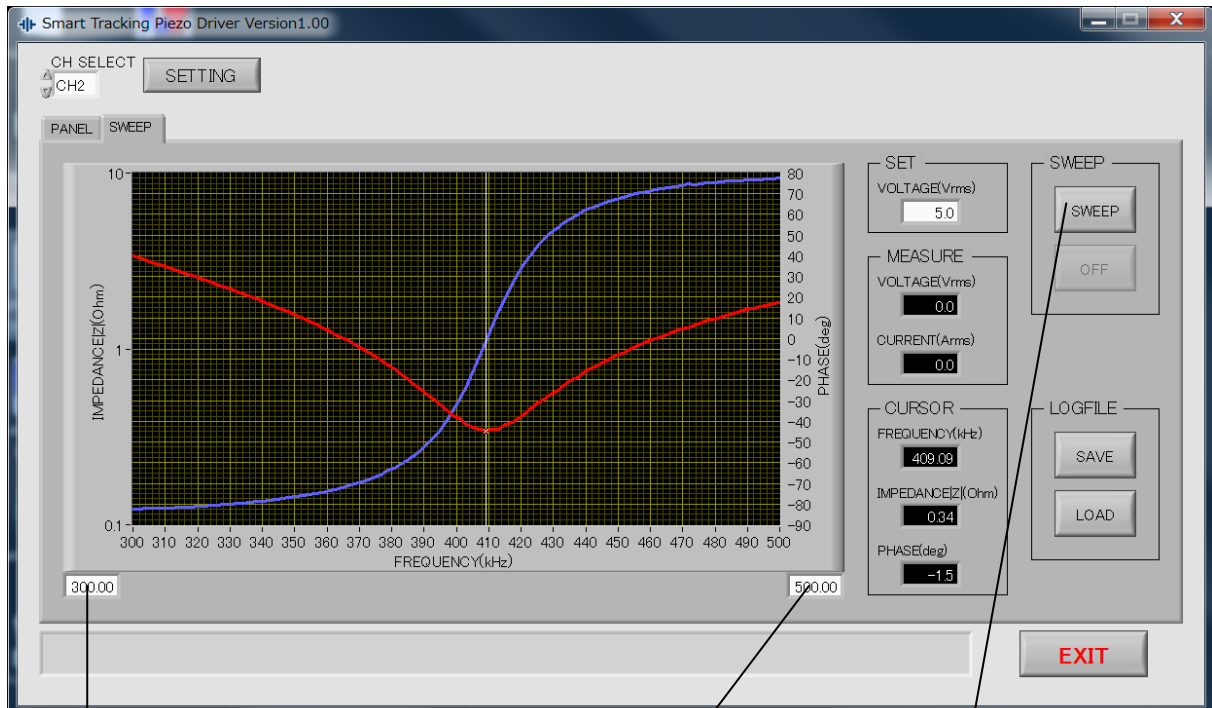 Smart Tracking Piezo Driver Version1.00
CH SELECT
CH2
SETTING
PANEL
SWEEP
10
1
0.1
IMPEDANCE|Z|(Ohm)
80
70
60
50
40
30
20
10
0
-10
-20
-30
-40
-50
-60
-70
-80
-90
PHASE(deg)
300 310 320 330 340 350 360 370 380 390 400 410 420 430 440 450 460 470 480 490 500
FREQUENCY(kHz)
300.00
500.00
SET
VOLTAGE(Vrms)
5.0
MEASURE
VOLTAGE(Vrms)
0.0
CURRENT(Arms)
0.0
CURSOR
FREQUENCY(kHz)
409.09
IMPEDANCE|Z|(Ohm)
0.34
PHASE(deg)
-1.5
SWEEP
SWEEP
OFF
LOGFILE
SAVE
LOAD
EXIT